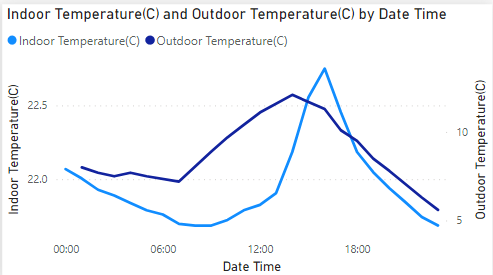 Indoor Temperature(C) and Outdoor Temperature(C) by Date Time
Indoor Temperature(C) Outdoor Temperature(C)
Indoor Temperature(C)
22.5
22.0
10
5
Outdoor Temperature(C)
00:00 06:00 12:00 18:00
Date Time